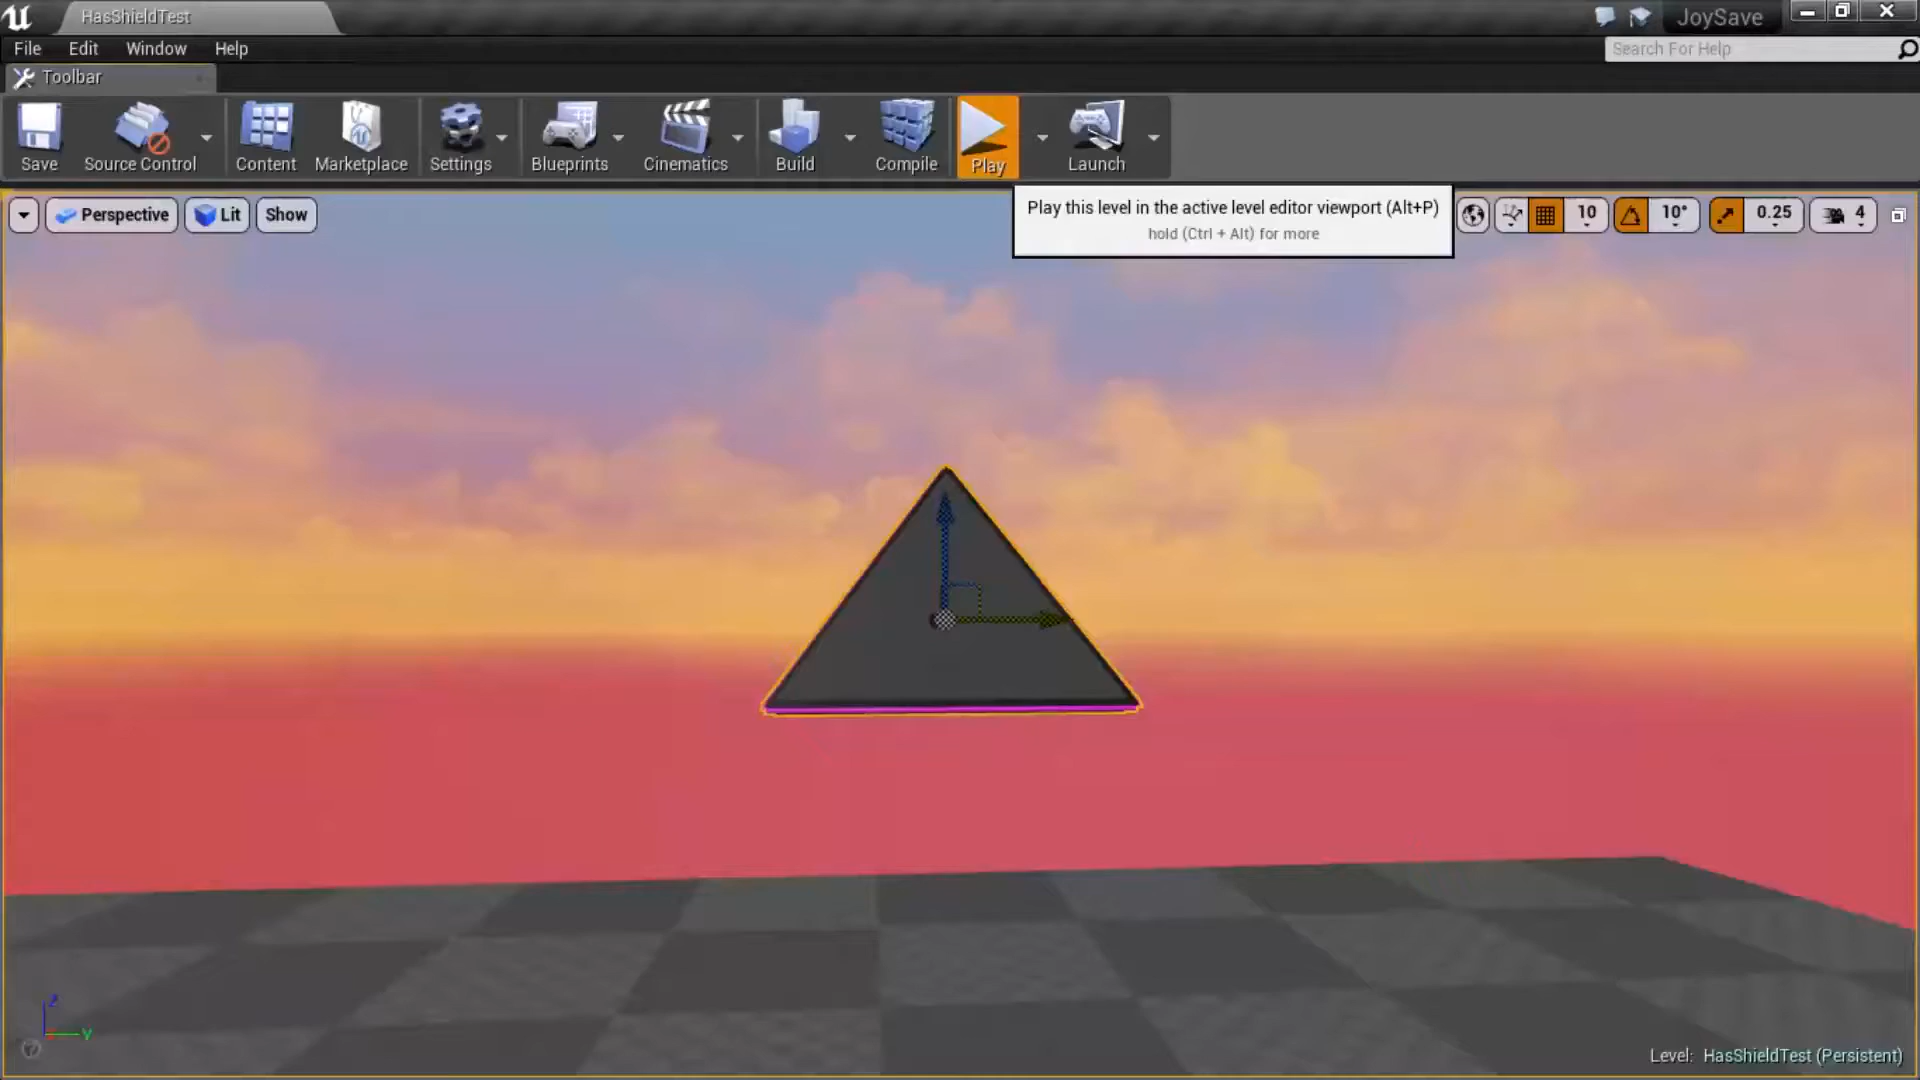 HasShieldTest
JoySave
File Edit Window Help
Search For Help
Toolbar
Save Source Control Content Marketplace Settings Blueprints Cinematics Build Compile Play Launch
Perspective Lit Show
Play this level in the active level editor viewport (Alt+P)
hold (Ctrl + Alt) for more
10 10° 0.25 4
Z
Y
Level: HasShieldTest (Persistent)